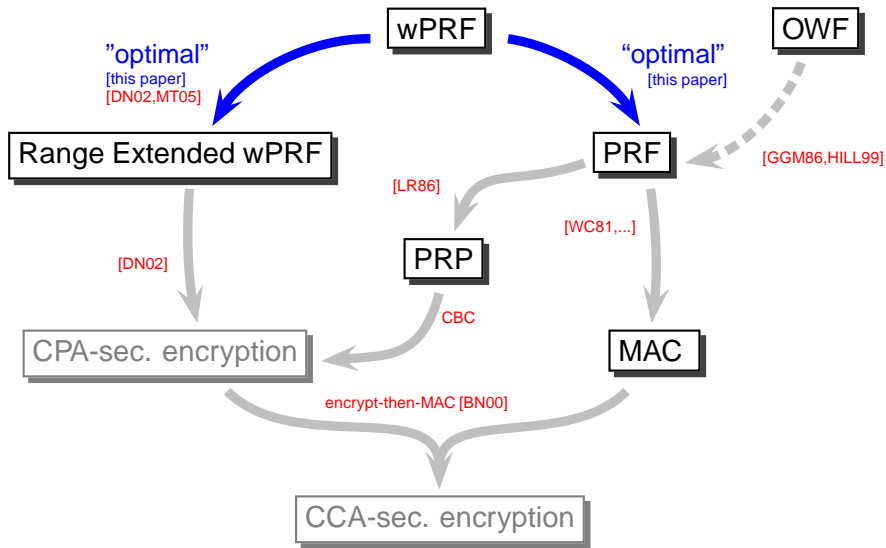 wPRF
OWF
"optimal”
[this paper]
[DN02,MT05]
“optimal”
[this paper]
Range Extended wPRF
PRF
[GGM86,HILL99]
[LR86]
[WC81,...]
PRP
[DN02]
CBC
CPA-sec. encryption
MAC
encrypt-then-MAC [BN00]
CCA-sec. encryption